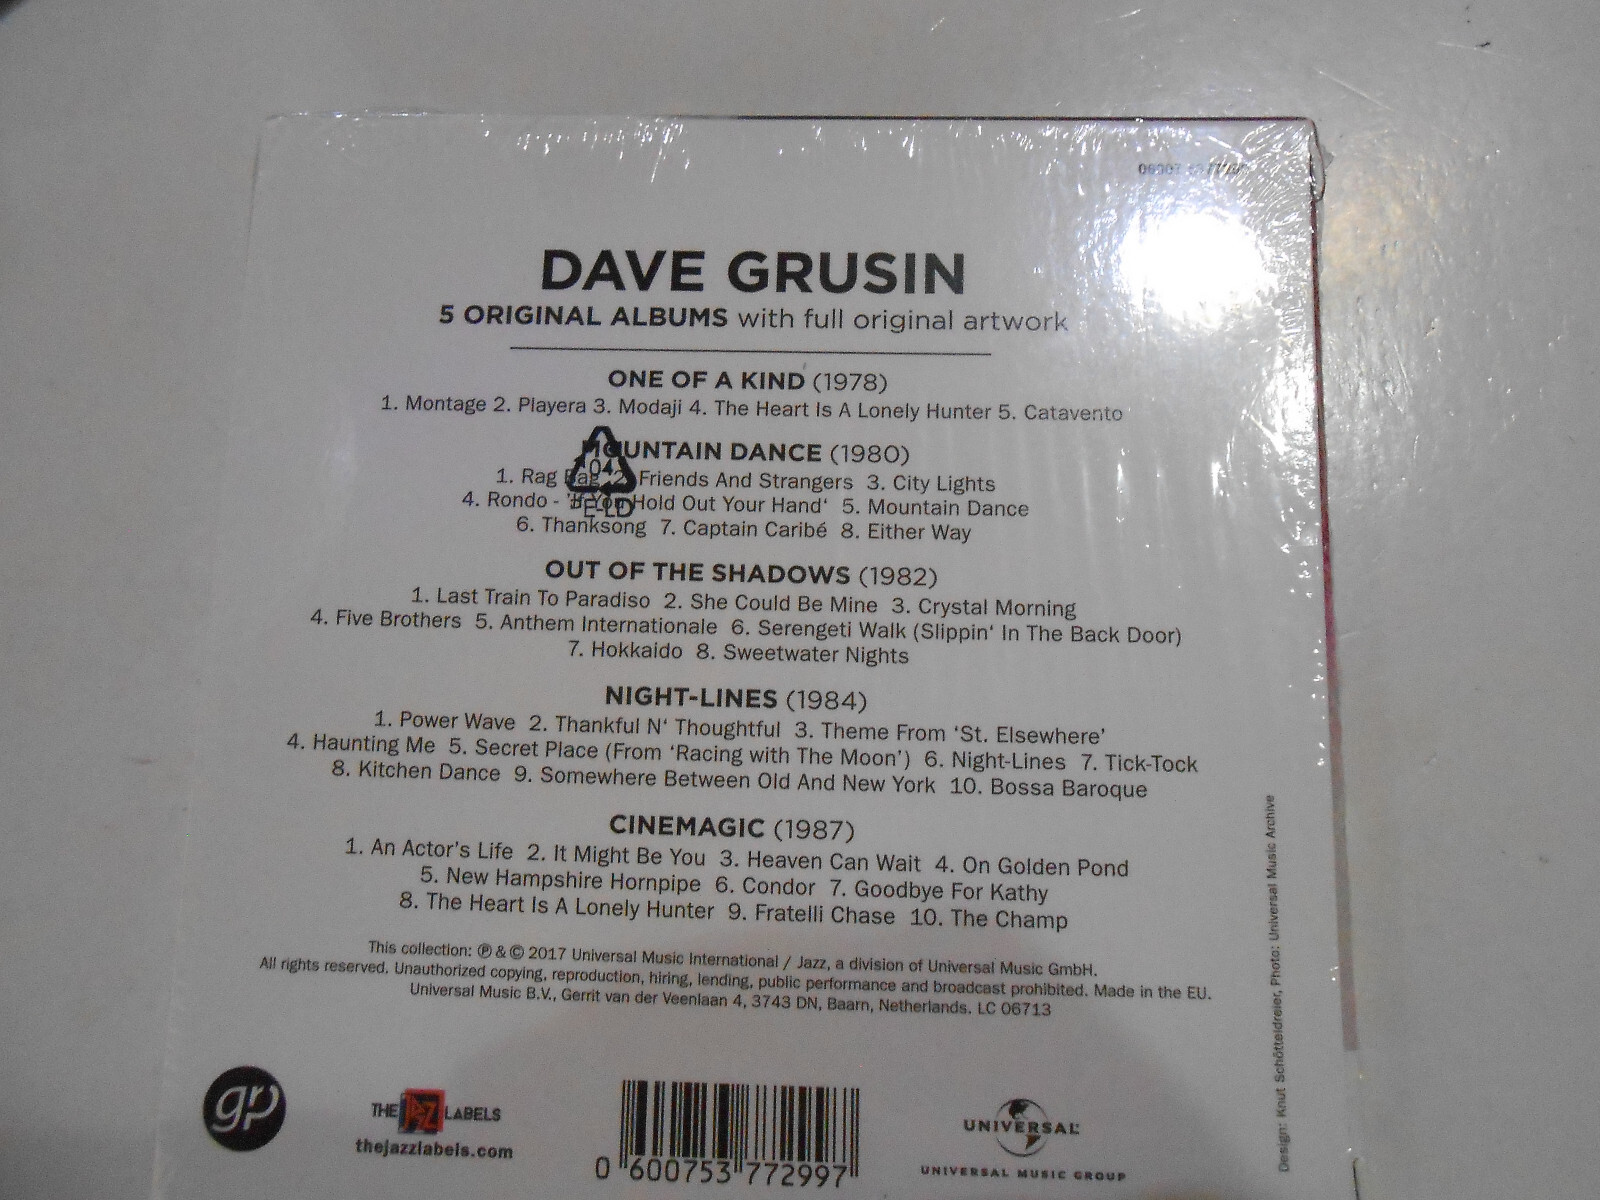 DAVE GRUSIN
5 ORIGINAL ALBUMS with full original artwork
ONE OF A KIND (1978)
1. Montage 2. Playera 3. Modaji 4. The Heart Is A Lonely Hunter 5. Catavento
MOUNTAIN DANCE (1980)
1. Rag Bag 2. Friends And Strangers 3. City Lights
4. Rondo - 'If You Hold Out Your Hand' 5. Mountain Dance
6. Thanksong 7. Captain Caribé 8. Either Way
04
PE-LD
OUT OF THE SHADOWS (1982)
1. Last Train To Paradiso 2. She Could Be Mine 3. Crystal Morning
4. Five Brothers 5. Anthem Internationale 6. Serengeti Walk (Slippin' In The Back Door)
7. Hokkaido 8. Sweetwater Nights
NIGHT-LINES (1984)
1. Power Wave 2. Thankful N' Thoughtful 3. Theme From 'St. Elsewhere'
4. Haunting Me 5. Secret Place (From 'Racing with The Moon') 6. Night-Lines 7. Tick-Tock
8. Kitchen Dance 9. Somewhere Between Old And New York 10. Bossa Baroque
CINEMAGIC (1987)
1. An Actor's Life 2. It Might Be You 3. Heaven Can Wait 4. On Golden Pond
5. New Hampshire Hornpipe 6. Condor 7. Goodbye For Kathy
8. The Heart Is A Lonely Hunter 9. Fratelli Chase 10. The Champ
This collection: ℗ & © 2017 Universal Music International / Jazz, a division of Universal Music GmbH.
All rights reserved. Unauthorized copying, reproduction, hiring, lending, public performance and broadcast prohibited. Made in the EU.
Universal Music B.V., Gerrit van der Veenlaan 4, 3743 DN, Baarn, Netherlands. LC 06713
Design: Knut Schötteldreier, Photo: Universal Music Archive
grp
THE JAZZ LABELS
thejazzlabels.com
0 600753 772997
UNIVERSAL
UNIVERSAL MUSIC GROUP